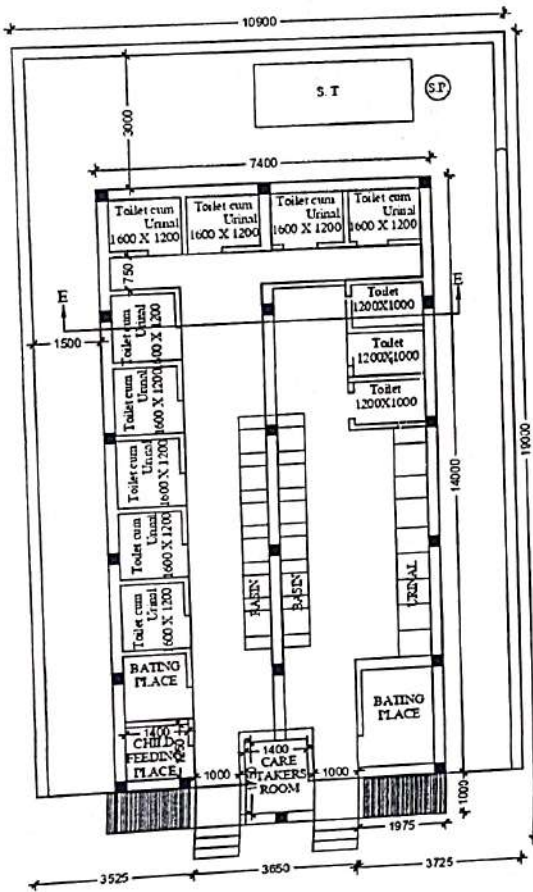 10900
S.T
S.P
3000
7400
Toilet cum
Urinal
1600 X 1200
Toilet cum
Urinal
1600 X 1200
Toilet cum
Urinal
1600 X 1200
Toilet cum
Urinal
1600 X 1200
750
E
E
Toilet
1200X1000
Toilet
1200X1000
Toilet
1200X1000
1500
Toilet cum
Urinal
1600 X 1200
Toilet cum
Urinal
1600 X 1200
Toilet cum
Urinal
1600 X 1200
Toilet cum
Urinal
1600 X 1200
Toilet cum
Urinal
1600 X 1200
19000
14000
BASIN
BASIN
URINAL
BATING
PLACE
BATING
PLACE
1400
CHILD
FEEDING
PLACE
1400
CARE
TAKERS
ROOM
1000
1000
1000
1975
3525
3650
3725